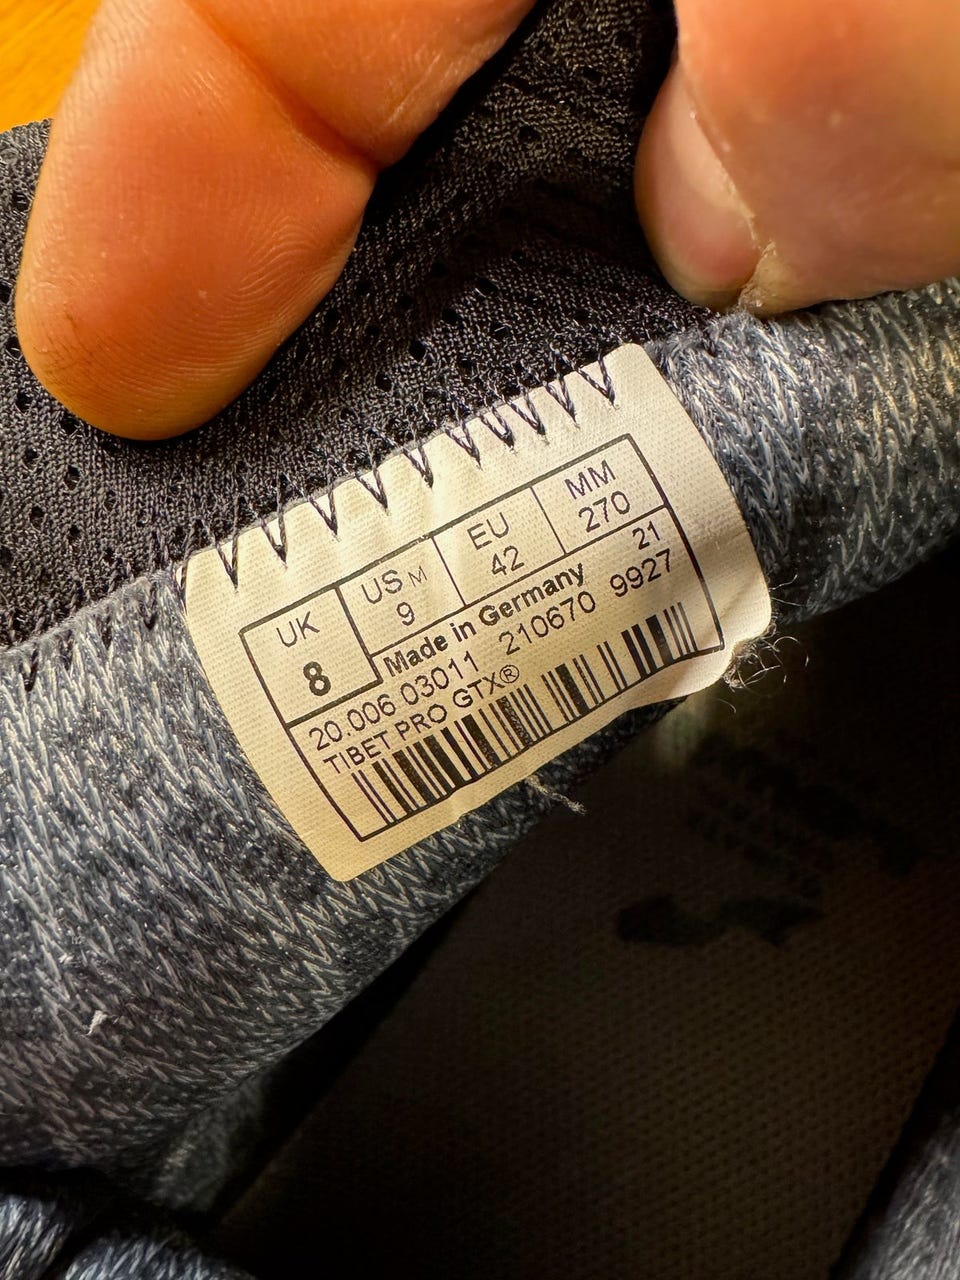 UK US M EU MM
8 9 42 270
Made in Germany 21
20.006.03011 210670 9927
TIBET PRO GTX®